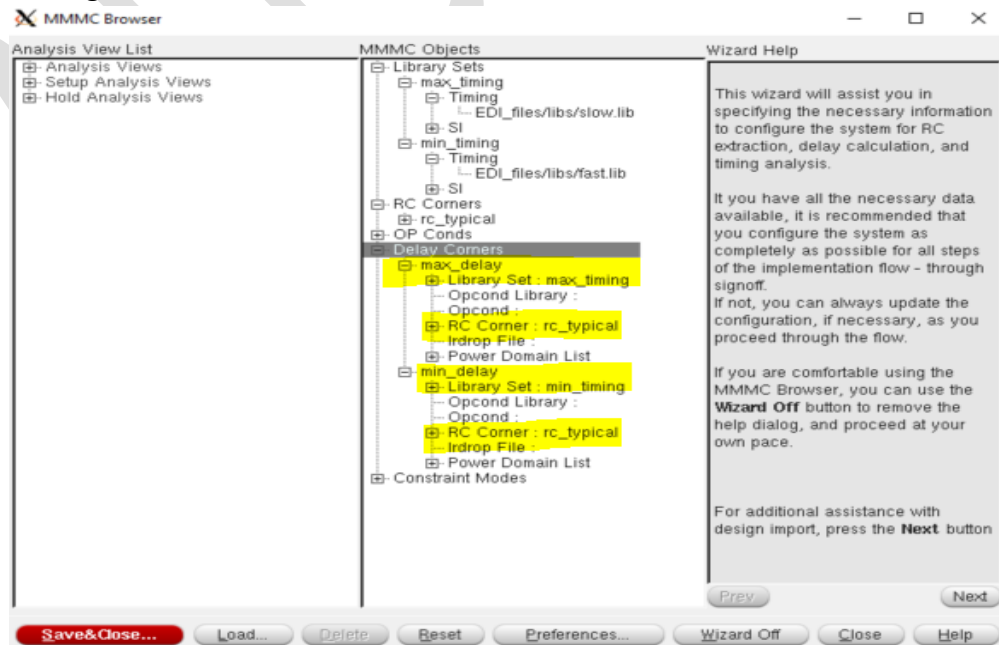 MMMC Browser
Analysis View List
Analysis Views
Setup Analysis Views
Hold Analysis Views
MMMC Objects
Library Sets
max_timing
Timing
EDI_files/libs/slow.lib
SI
min_timing
Timing
EDI_files/libs/fast.lib
SI
RC Corners
rc_typical
OP Conds
Delay Corners
max_delay
Library Set : max_timing
Opcond Library :
Opcond :
RC Corner : rc_typical
Irdrop File :
Power Domain List
min_delay
Library Set : min_timing
Opcond Library :
Opcond :
RC Corner : rc_typical
Irdrop File :
Power Domain List
Constraint Modes
Wizard Help
This wizard will assist you in
specifying the necessary information
to configure the system for RC
extraction, delay calculation, and
timing analysis.
If you have all the necessary data
available, it is recommended that
you configure the system as
completely as possible for all steps
of the implementation flow - through
signoff.
If not, you can always update the
configuration, if necessary, as you
proceed through the flow.
If you are comfortable using the
MMMC Browser, you can use the
Wizard Off button to remove the
help dialog, and proceed at your
own pace.
For additional assistance with
design import, press the Next button
Prev Next
Save&Close... Load... Delete Reset Preferences... Wizard Off Close Help